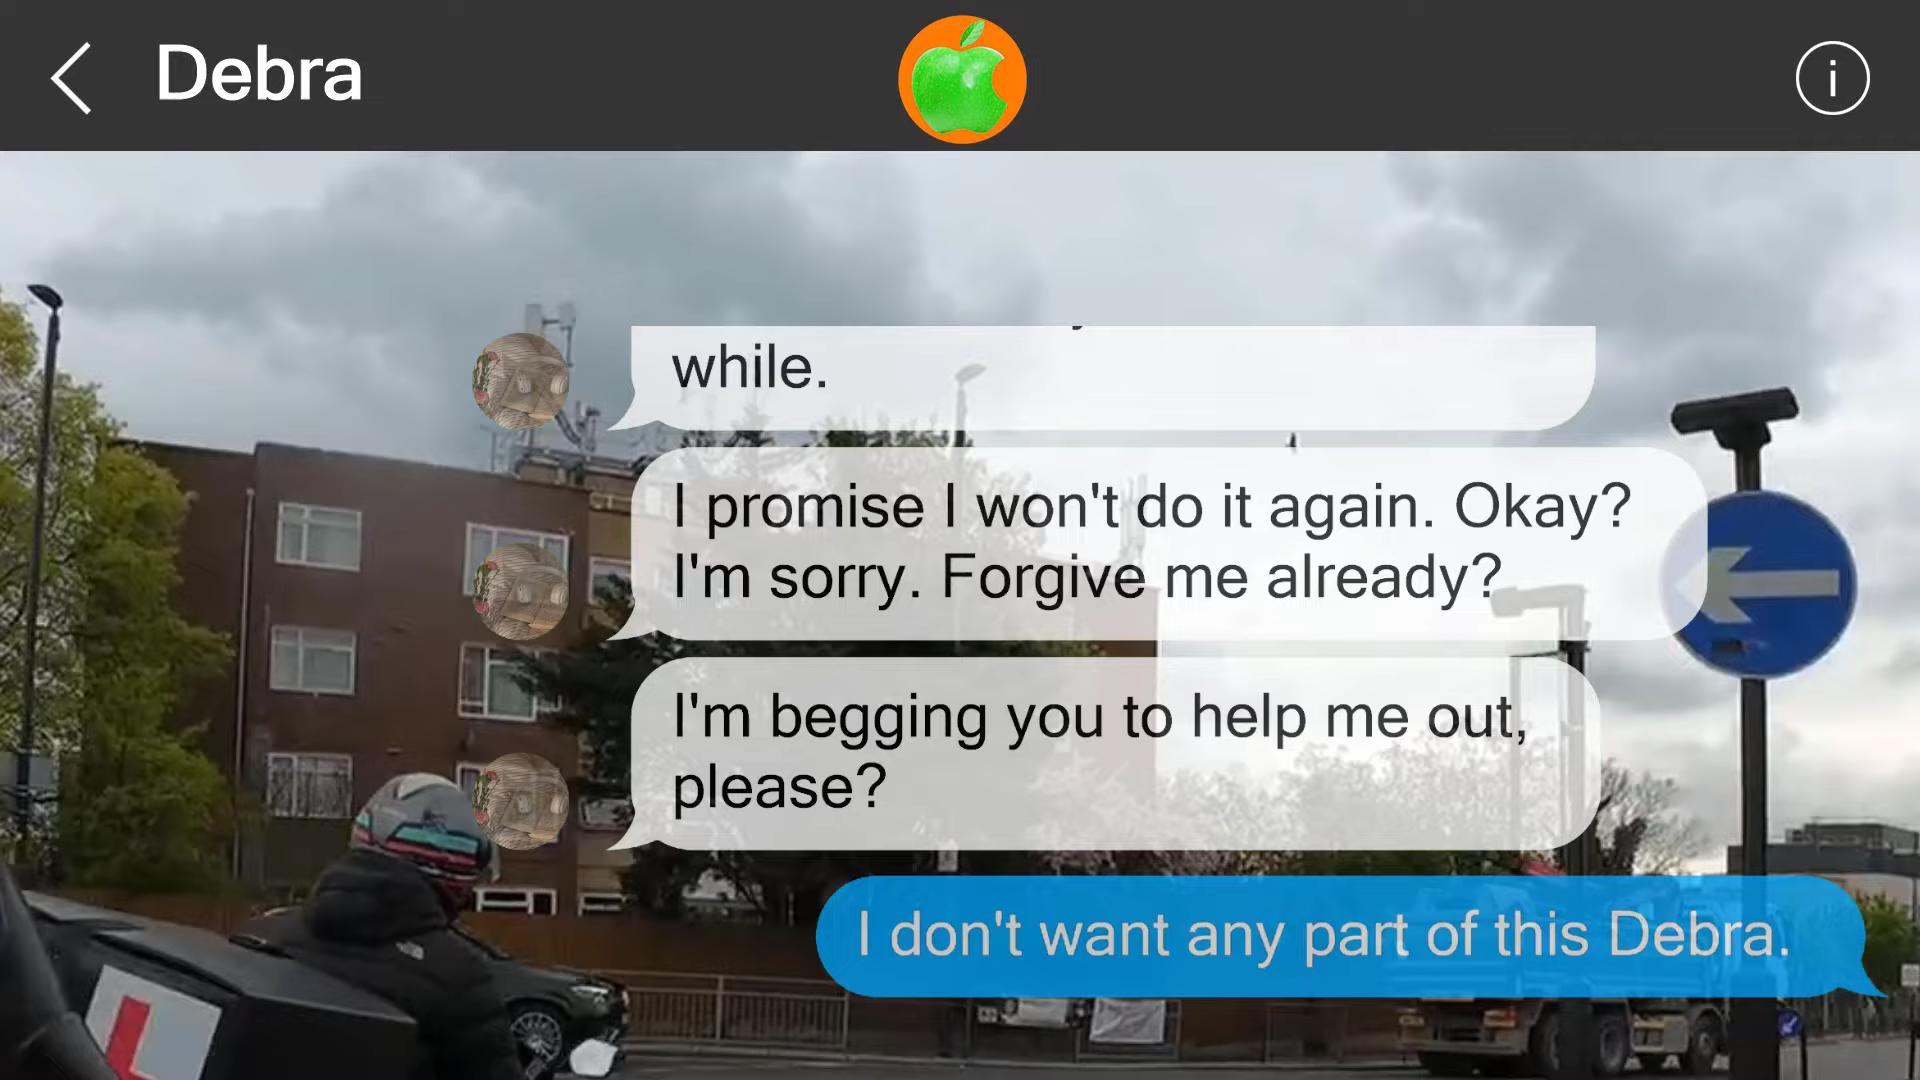 Debra
while.
I promise I won't do it again. Okay?
I'm sorry. Forgive me already?
I'm begging you to help me out,
please?
I don't want any part of this Debra.
L